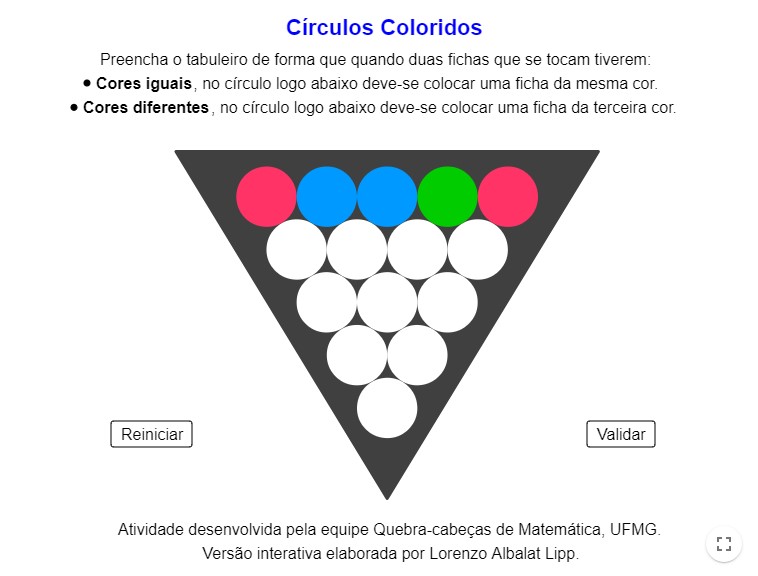 Círculos Coloridos
Preencha o tabuleiro de forma que quando duas fichas que se tocam tiverem:
● Cores iguais, no círculo logo abaixo deve-se colocar uma ficha da mesma cor.
● Cores diferentes, no círculo logo abaixo deve-se colocar uma ficha da terceira cor.
Reiniciar
Validar
Atividade desenvolvida pela equipe Quebra-cabeças de Matemática, UFMG.
Versão interativa elaborada por Lorenzo Albalat Lipp.